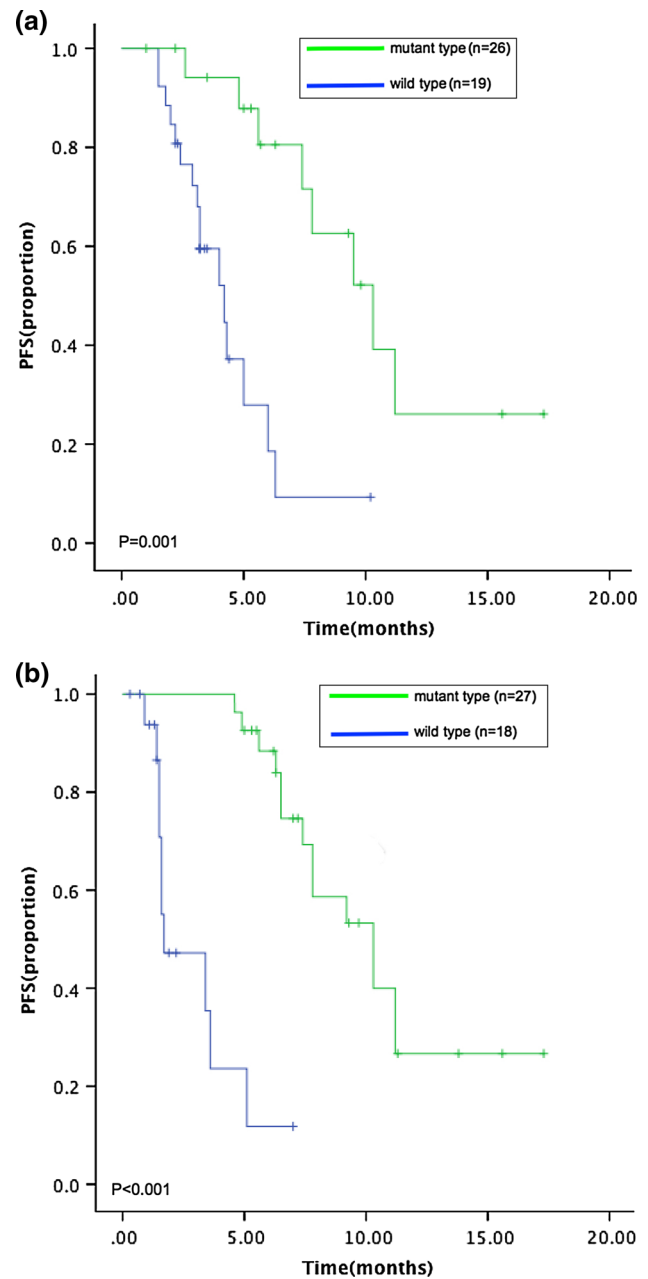 (a)
mutant type (n=26)
wild type (n=19)
1.0
0.8
0.6
0.4
0.2
0.0
PFS(proportion)
P=0.001
.00 5.00 10.00 15.00 20.00
Time(months)
(b)
mutant type (n=27)
wild type (n=18)
1.0
0.8
0.6
0.4
0.2
0.0
PFS(proportion)
P<0.001
.00 5.00 10.00 15.00 20.00
Time(months)